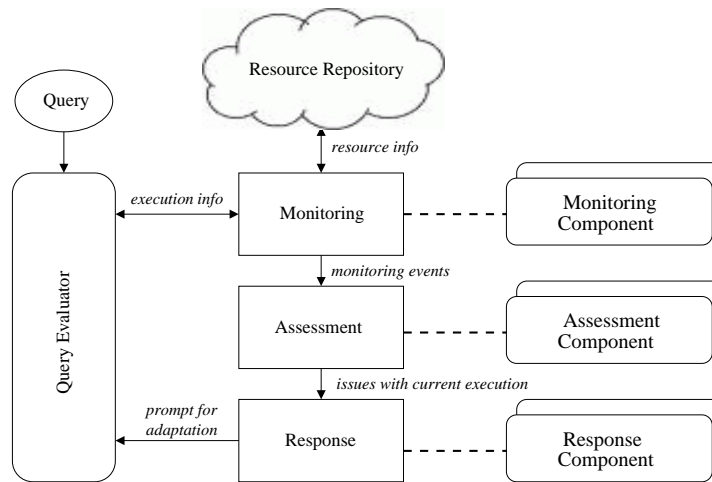 Resource Repository
Query
resource info
execution info
Monitoring
Monitoring
Component
monitoring events
Query Evaluator
Assessment
Assessment
Component
issues with current execution
prompt for
adaptation
Response
Response
Component